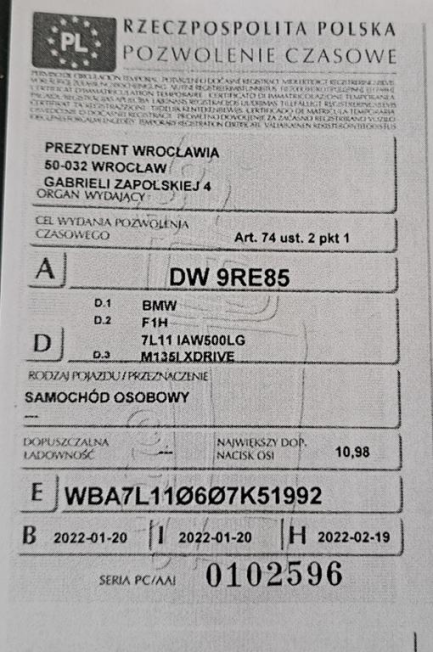 PL
RZECZPOSPOLITA POLSKA
POZWOLENIE CZASOWE
PREZYDENT WROCŁAWIA
50-032 WROCŁAW
GABRIELI ZAPOLSKIEJ 4
ORGAN WYDAJĄCY
CEL WYDANIA POZWOLENIA
CZASOWEGO
Art. 74 ust. 2 pkt 1
A DW 9RE85
D.1 BMW
D.2 F1H
D 7L11 IAW500LG
D.3 M135I XDRIVE
RODZAJ POJAZDU / PRZEZNACZENIE
SAMOCHÓD OSOBOWY
---
DOPUSZCZALNA
ŁADOWNOŚĆ ---
NAJWIĘKSZY DOP.
NACISK OSI 10,98
E WBA7L11Ø6Ø7K51992
B 2022-01-20 I 2022-01-20 H 2022-02-19
SERIA PC/AAI 0102596